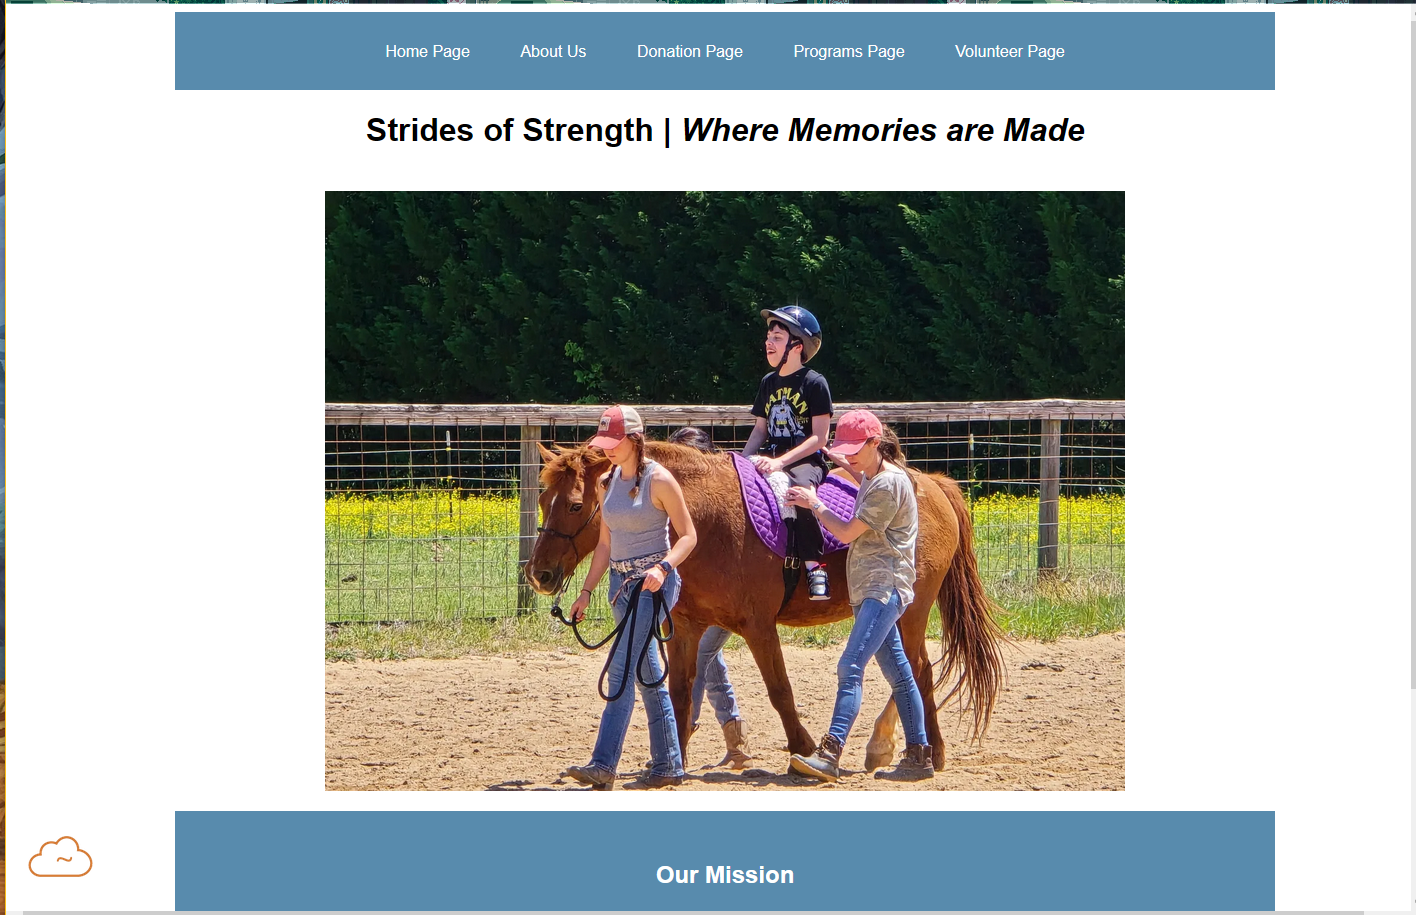 Home Page About Us Donation Page Programs Page Volunteer Page
Strides of Strength | Where Memories are Made
BATMAN
Our Mission